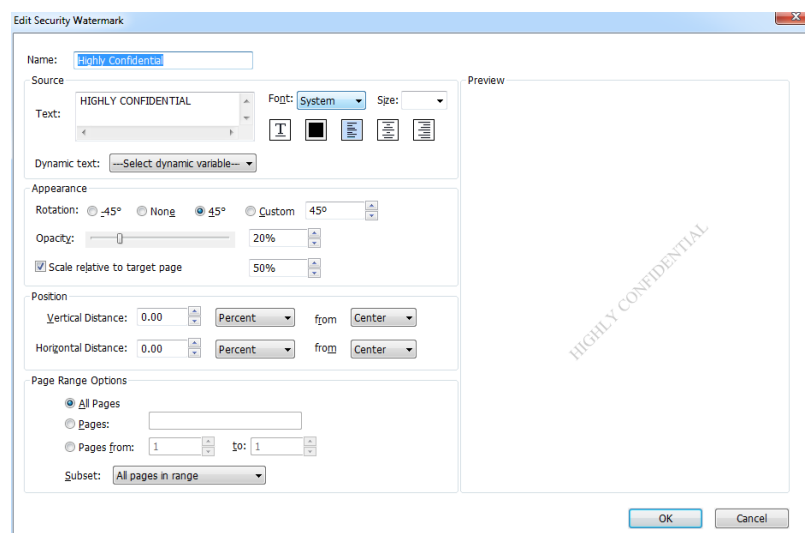 Edit Security Watermark
Name: Highly Confidential
Source
Text: HIGHLY CONFIDENTIAL Font: System Size:
T
Dynamic text: ---Select dynamic variable---
Appearance
Rotation: -45° None 45° Custom 45º
Opacity: 20%
Scale relative to target page 50%
Position
Vertical Distance: 0.00 Percent from Center
Horizontal Distance: 0.00 Percent from Center
Page Range Options
All Pages
Pages:
Pages from: 1 to: 1
Subset: All pages in range
Preview
HIGHLY CONFIDENTIAL
OK Cancel